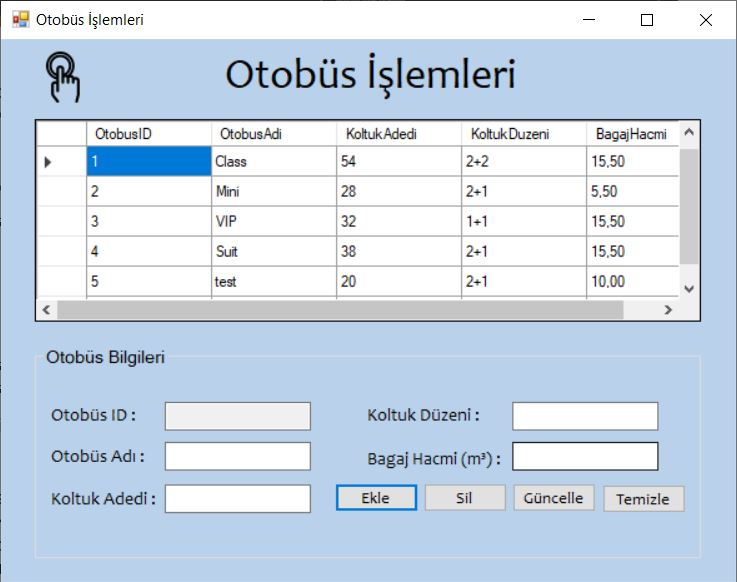 Otobüs İşlemleri
Otobüs İşlemleri
OtobusID OtobusAdi KoltukAdedi KoltukDuzeni BagajHacmi
1 Class 54 2+2 15,50
2 Mini 28 2+1 5,50
3 VIP 32 1+1 15,50
4 Suit 38 2+1 15,50
5 test 20 2+1 10,00
Otobüs Bilgileri
Otobüs ID : Koltuk Düzeni :
Otobüs Adı : Bagaj Hacmi (m³) :
Koltuk Adedi : Ekle Sil Güncelle Temizle